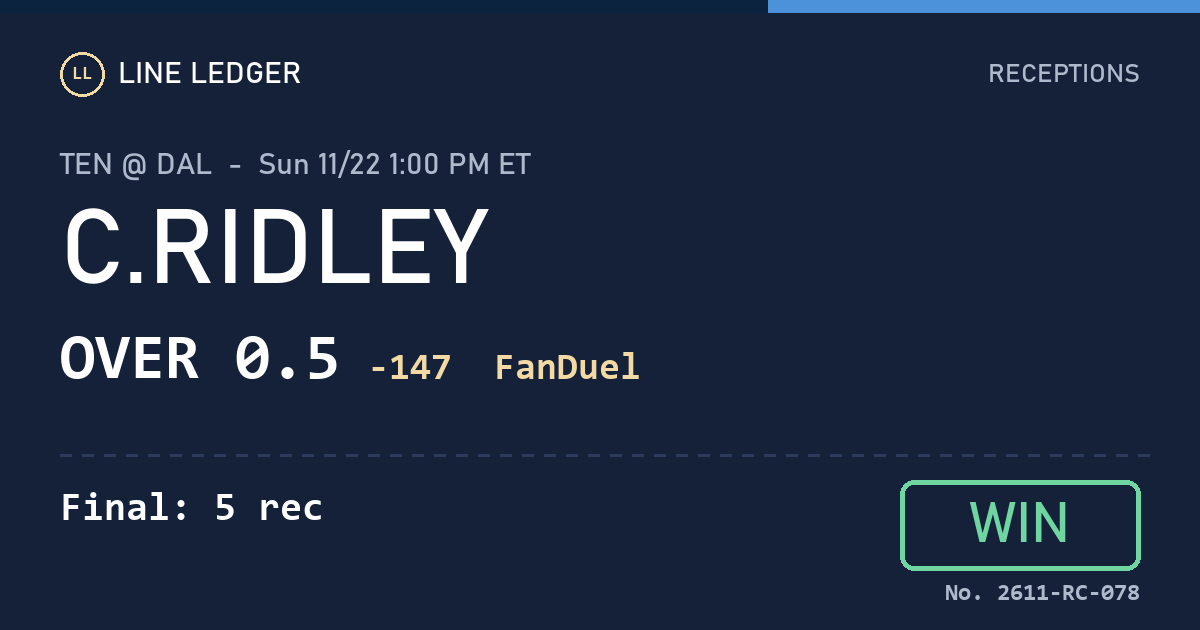 LL LINE LEDGER
RECEPTIONS
TEN @ DAL - Sun 11/22 1:00 PM ET
C.RIDLEY
OVER 0.5 -147 FanDuel
Final: 5 rec
WIN
No. 2611-RC-078